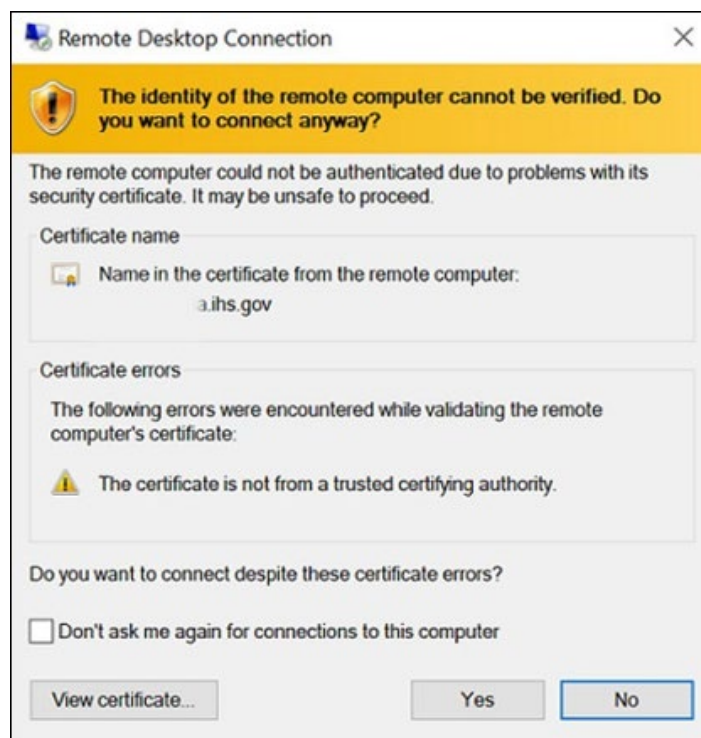 Remote Desktop Connection
The identity of the remote computer cannot be verified. Do
you want to connect anyway?
The remote computer could not be authenticated due to problems with its
security certificate. It may be unsafe to proceed.
Certificate name
Name in the certificate from the remote computer:
a.ihs.gov
Certificate errors
The following errors were encountered while validating the remote
computer's certificate:
The certificate is not from a trusted certifying authority.
Do you want to connect despite these certificate errors?
Don't ask me again for connections to this computer
View certificate...
Yes
No